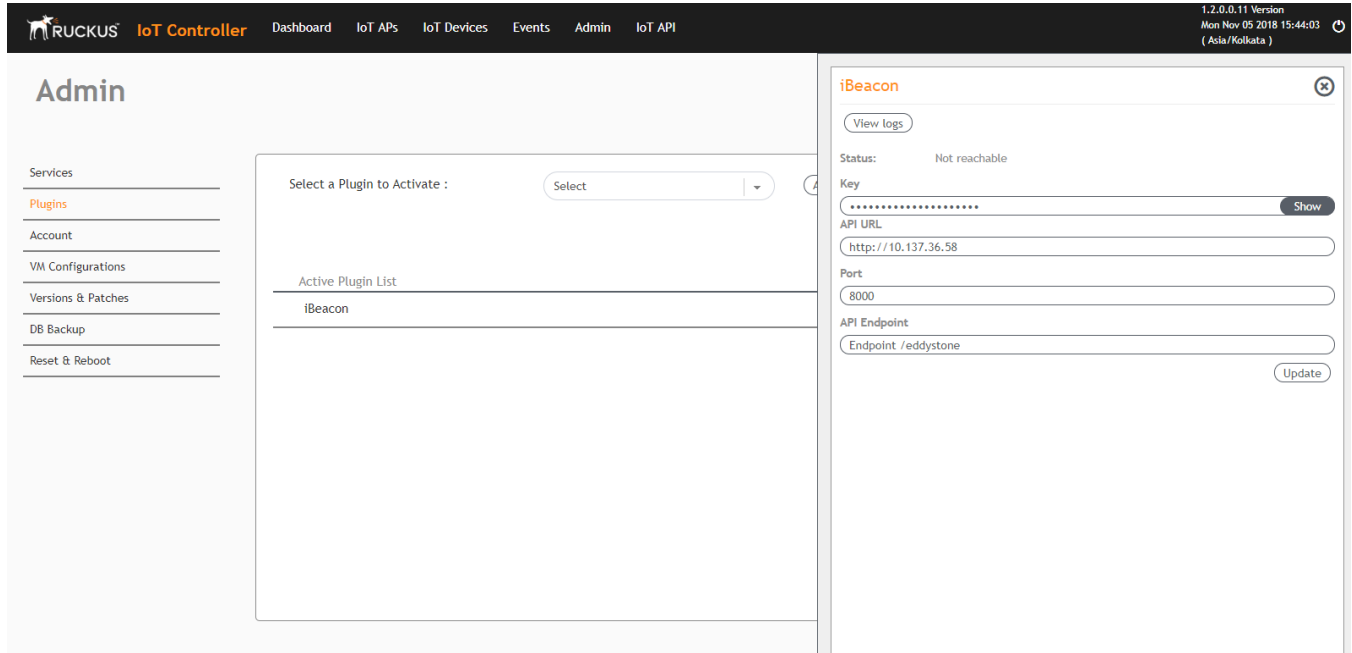 RUCKUS IoT Controller Dashboard IoT APs IoT Devices Events Admin IoT API
1.2.0.0.11 Version
Mon Nov 05 2018 15:44:03
( Asia/Kolkata )
Admin
Services
Plugins
Account
VM Configurations
Versions & Patches
DB Backup
Reset & Reboot
Select a Plugin to Activate :
Select
Active Plugin List
iBeacon
iBeacon
View logs
Status: Not reachable
Key
••••••••••••••••••••• Show
API URL
http://10.137.36.58
Port
8000
API Endpoint
Endpoint /eddystone
Update